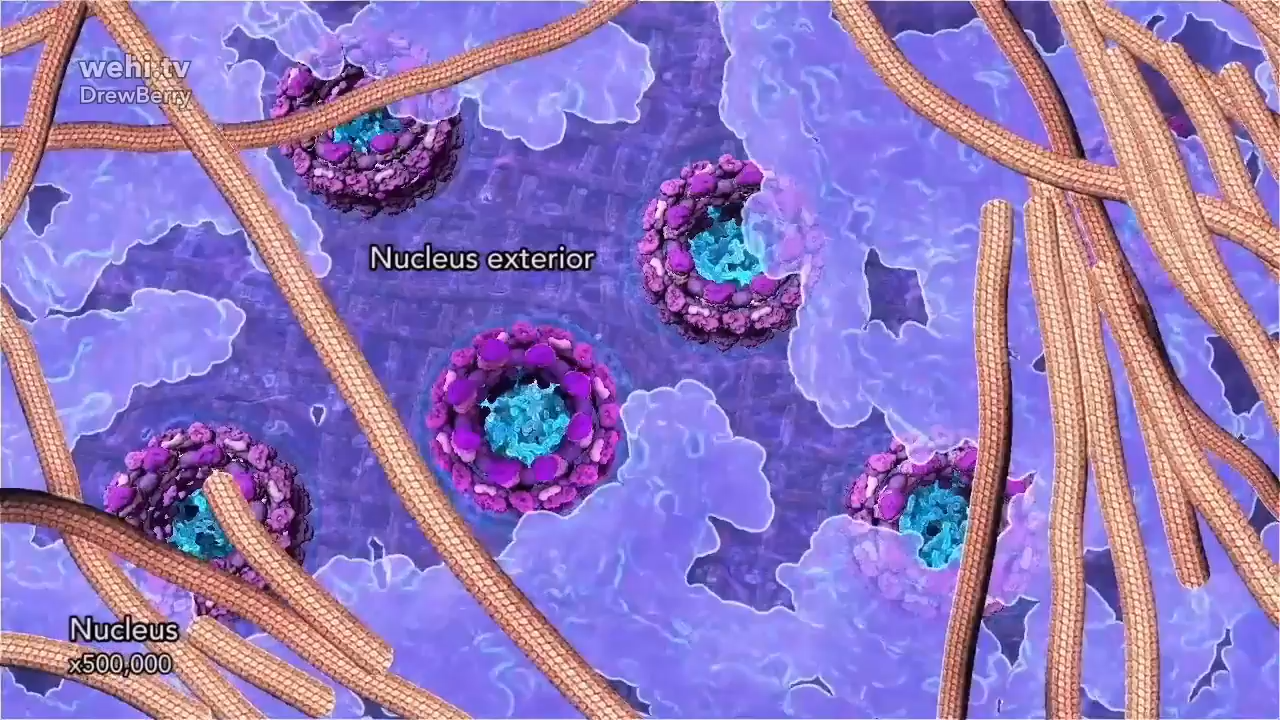 wehi.tv
DrewBerry
Nucleus exterior
Nucleus
x500,000